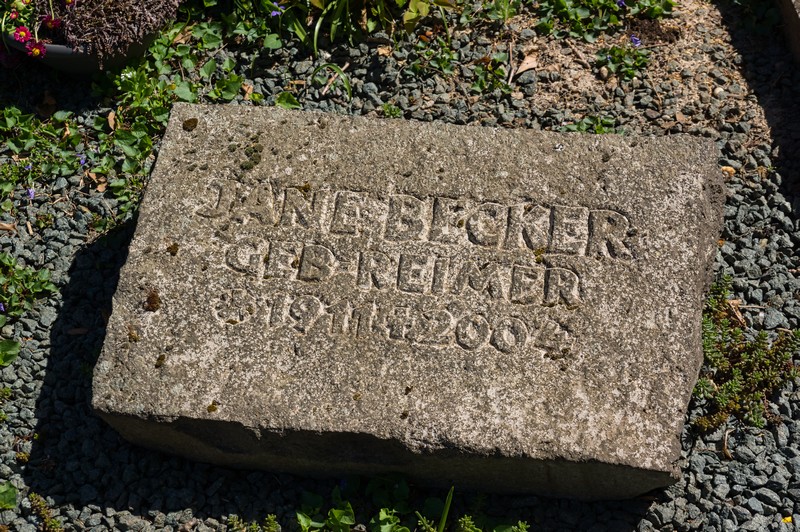 JANE BECKER
GEB·REIMER
*1911 †2004